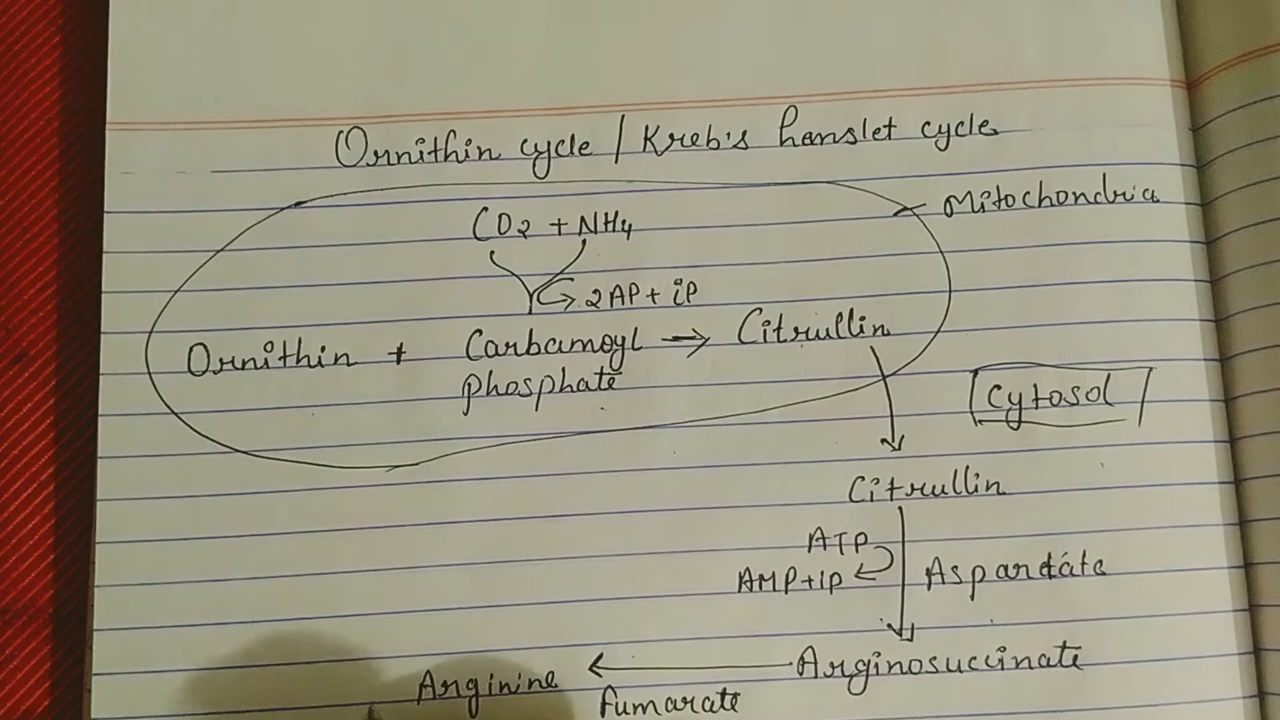 Ornithin cycle / Kreb's henslet cycle
Mitochondria
CO2 + NH4
2AP + iP
Ornithin + Carbamoyl phosphate → Citrullin
Cytosol
Citrullin
ATP
AMP+iP
Aspartate
Arginosuccinate
fumarate
Arginine